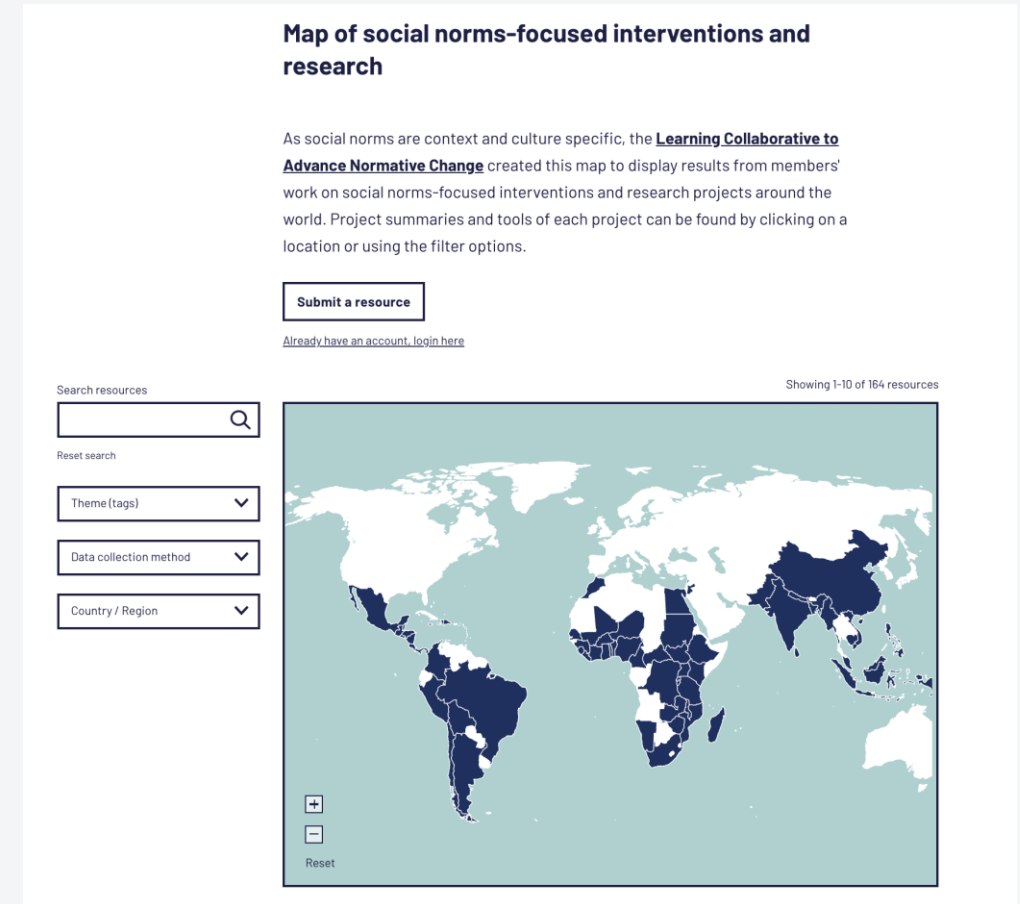 Map of social norms-focused interventions and
research
As social norms are context and culture specific, the Learning Collaborative to
Advance Normative Change created this map to display results from members'
work on social norms-focused interventions and research projects around the
world. Project summaries and tools of each project can be found by clicking on a
location or using the filter options.
Submit a resource
Already have an account, login here
Showing 1-10 of 164 resources
Search resources
Reset search
Theme (tags)
Data collection method
Country / Region
+
−
Reset